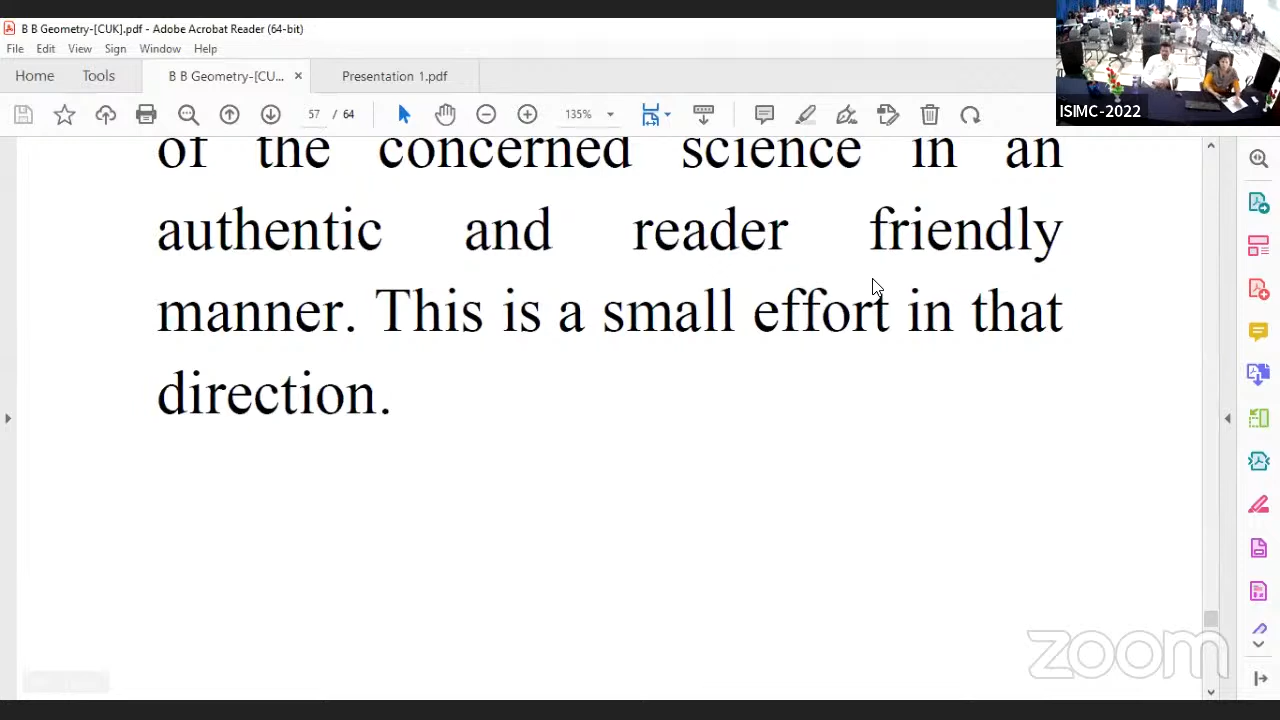 B B Geometry-[CUK].pdf - Adobe Acrobat Reader (64-bit)
File Edit View Sign Window Help
Home Tools B B Geometry-[CU... × Presentation 1.pdf
57 / 64 135%
ISIMC-2022
of the concerned science in an
authentic and reader friendly
manner. This is a small effort in that
direction.
zoom